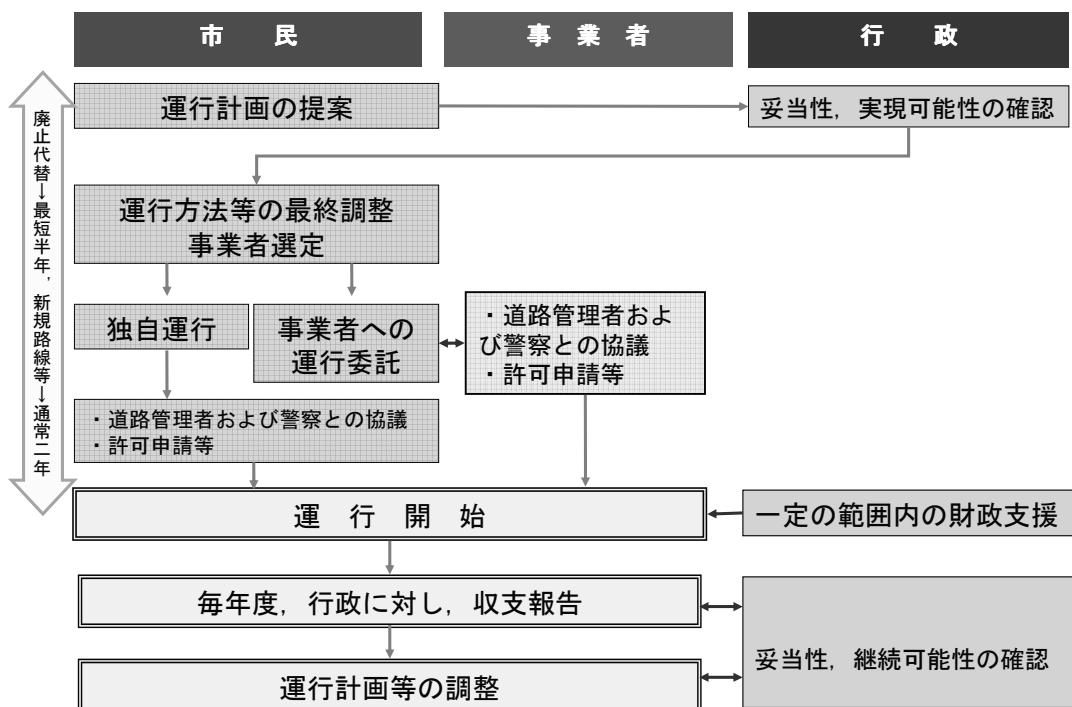 市　民
事　業　者
行　政
廃止代替→最短半年，新規路線等→通常二年
運行計画の提案
妥当性，実現可能性の確認
運行方法等の最終調整
事業者選定
独自運行
事業者への
運行委託
・道路管理者およ
び警察との協議
・許可申請等
・道路管理者および警察との協議
・許可申請等
運　行　開　始
一定の範囲内の財政支援
毎年度，行政に対し，収支報告
妥当性，継続可能性の確認
運行計画等の調整